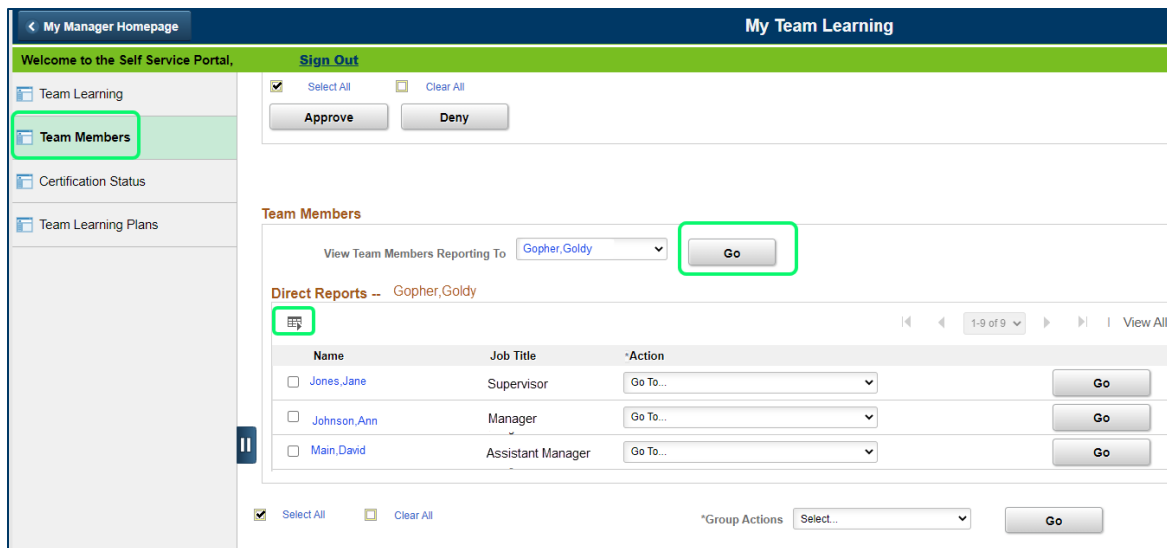 My Manager Homepage
My Team Learning
Welcome to the Self Service Portal, Sign Out
Team Learning
Team Members
Certification Status
Team Learning Plans
Select All Clear All
Approve Deny
Team Members
View Team Members Reporting To Gopher,Goldy Go
Direct Reports -- Gopher,Goldy
1-9 of 9 | View All
Name Job Title *Action
Jones,Jane Supervisor Go To... Go
Johnson,Ann Manager Go To... Go
Main,David Assistant Manager Go To... Go
Select All Clear All *Group Actions Select... Go